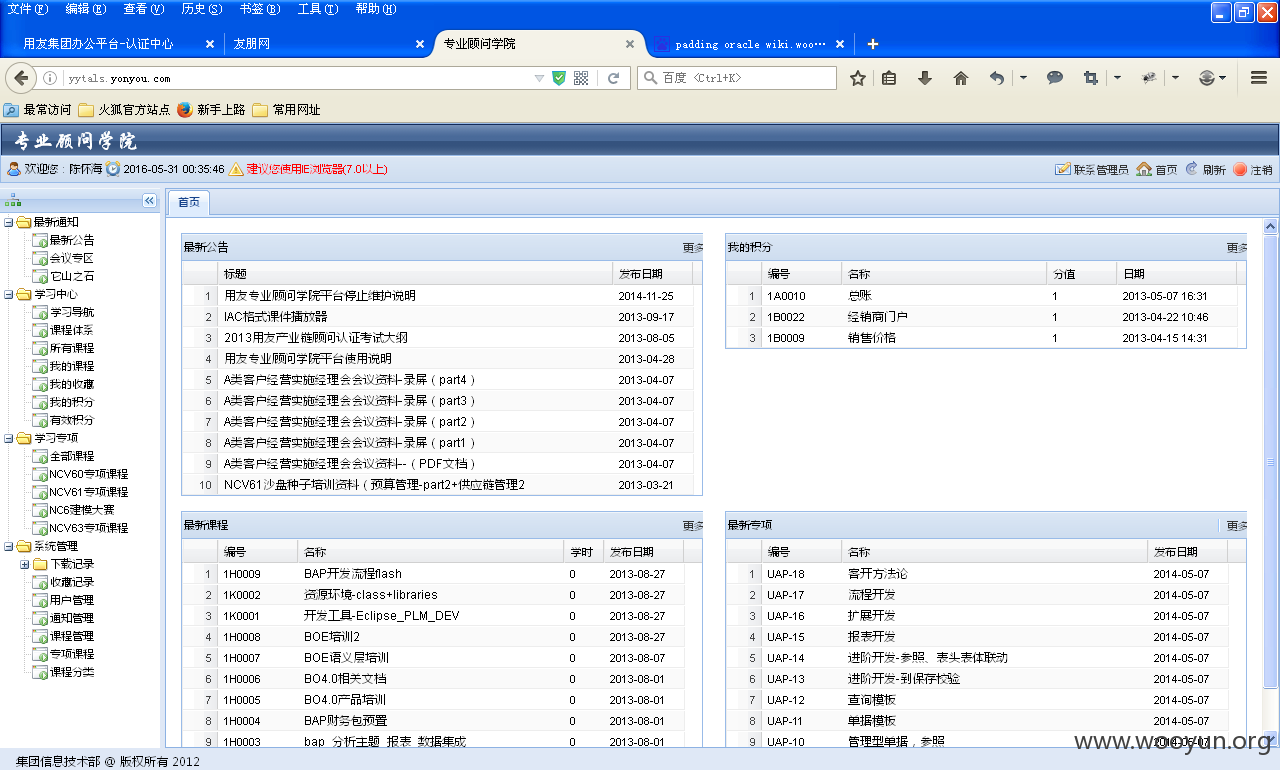 文件(F) 编辑(E) 查看(V) 历史(S) 书签(B) 工具(T) 帮助(H)
用友集团办公平台-认证中心 × 友朋网 × 专业顾问学院 × padding oracle wiki.woo… × +
yytals.yonyou.com 百度 <Ctrl+K>
最常访问 火狐官方站点 新手上路 常用网址
专业顾问学院
欢迎您：陈怀海 2016-05-31 00:35:46 建议您使用IE浏览器(7.0以上) 联系管理员 首页 刷新 注销
首页
最新通知
最新公告
会议专区
它山之石
学习中心
学习导航
课程体系
所有课程
我的课程
我的收藏
我的积分
有效积分
学习专项
全部课程
NCV60专项课程
NCV61专项课程
NC6建模大赛
NCV63专项课程
系统管理
下载记录
收藏记录
用户管理
通知管理
课程管理
专项课程
课程分类
最新公告 更多
标题 发布日期
1 用友专业顾问学院平台停止维护说明 2014-11-25
2 IAC格式课件播放器 2013-09-17
3 2013用友产业链顾问认证考试大纲 2013-08-05
4 用友专业顾问学院平台使用说明 2013-04-28
5 A类客户经营实施经理会会议资料-录屏（part4） 2013-04-07
6 A类客户经营实施经理会会议资料-录屏（part3） 2013-04-07
7 A类客户经营实施经理会会议资料-录屏（part2） 2013-04-07
8 A类客户经营实施经理会会议资料-录屏（part1） 2013-04-07
9 A类客户经营实施经理会会议资料--（PDF文档） 2013-04-07
10 NCV61沙盘种子培训资料（预算管理-part2+供应链管理2 2013-03-21
我的积分 更多
编号 名称 分值 日期
1 1A0010 总账 1 2013-05-07 16:31
2 1B0022 经销商门户 1 2013-04-22 10:46
3 1B0009 销售价格 1 2013-04-15 14:31
最新课程 更多
编号 名称 学时 发布日期
1 1H0009 BAP开发流程flash 0 2013-08-27
2 1K0002 资源环境-class+libraries 0 2013-08-27
3 1K0001 开发工具-Eclipse_PLM_DEV 0 2013-08-27
4 1H0008 BOE培训2 0 2013-08-27
5 1H0007 BOE语义层培训 0 2013-08-07
6 1H0006 BO4.0相关文档 0 2013-08-01
7 1H0005 BO4.0产品培训 0 2013-08-01
8 1H0004 BAP财务包预置 0 2013-08-01
9 1H0003 bap_分析主题_报表_数据集成 0 2013-08-01
最新专项 更多
编号 名称 发布日期
1 UAP-18 客开方法论 2014-05-07
2 UAP-17 流程开发 2014-05-07
3 UAP-16 扩展开发 2014-05-07
4 UAP-15 报表开发 2014-05-07
5 UAP-14 进阶开发-参照、表头表体联动 2014-05-07
6 UAP-13 进阶开发-到保存校验 2014-05-07
7 UAP-12 查询模板 2014-05-07
8 UAP-11 单据模板 2014-05-07
9 UAP-10 管理型单据，参照 2014-05-07
www.wooyun.org
集团信息技术部 @ 版权所有 2012